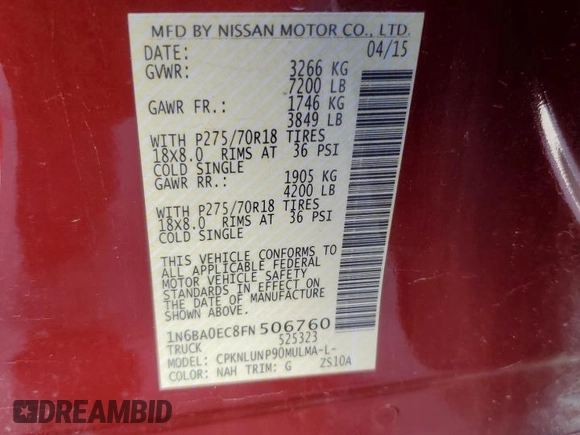 MFD BY NISSAN MOTOR CO., LTD.
DATE: 04/15
GVWR: 3266 KG
7200 LB
GAWR FR.: 1746 KG
3849 LB
WITH P275/70R18 TIRES
18x8.0 RIMS AT 36 PSI
COLD SINGLE
GAWR RR.: 1905 KG
4200 LB
WITH P275/70R18 TIRES
18x8.0 RIMS AT 36 PSI
COLD SINGLE
THIS VEHICLE CONFORMS TO
ALL APPLICABLE FEDERAL
MOTOR VEHICLE SAFETY
STANDARDS IN EFFECT ON
THE DATE OF MANUFACTURE
SHOWN ABOVE.
1N6BA0EC8FN506760
TRUCK 525323
MODEL: CPKNLUNP90MULMA-L-
COLOR: NAH TRIM: G ZS10A
DREAMBID